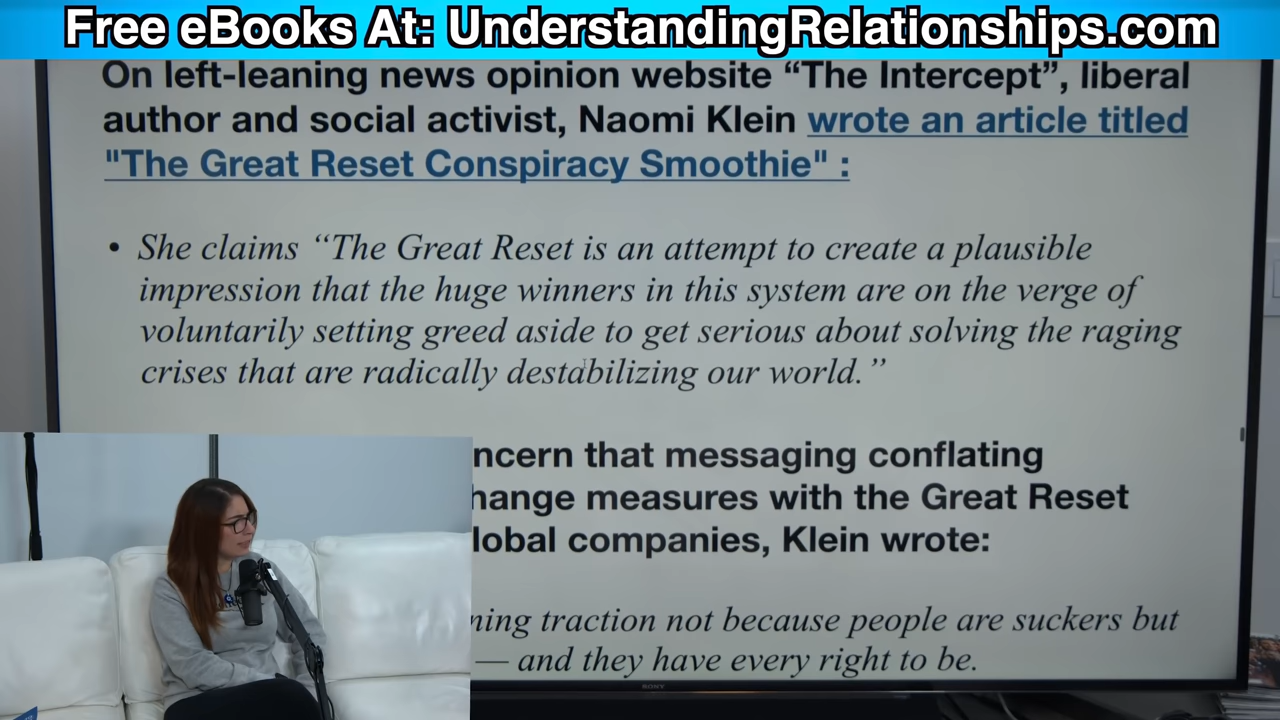 Free eBooks At: UnderstandingRelationships.com
On left-leaning news opinion website “The Intercept”, liberal
author and social activist, Naomi Klein wrote an article titled
"The Great Reset Conspiracy Smoothie" :
• She claims “The Great Reset is an attempt to create a plausible
impression that the huge winners in this system are on the verge of
voluntarily setting greed aside to get serious about solving the raging
crises that are radically destabilizing our world.”
ncern that messaging conflating
hange measures with the Great Reset
lobal companies, Klein wrote:
ning traction not because people are suckers but
— and they have every right to be.
SONY